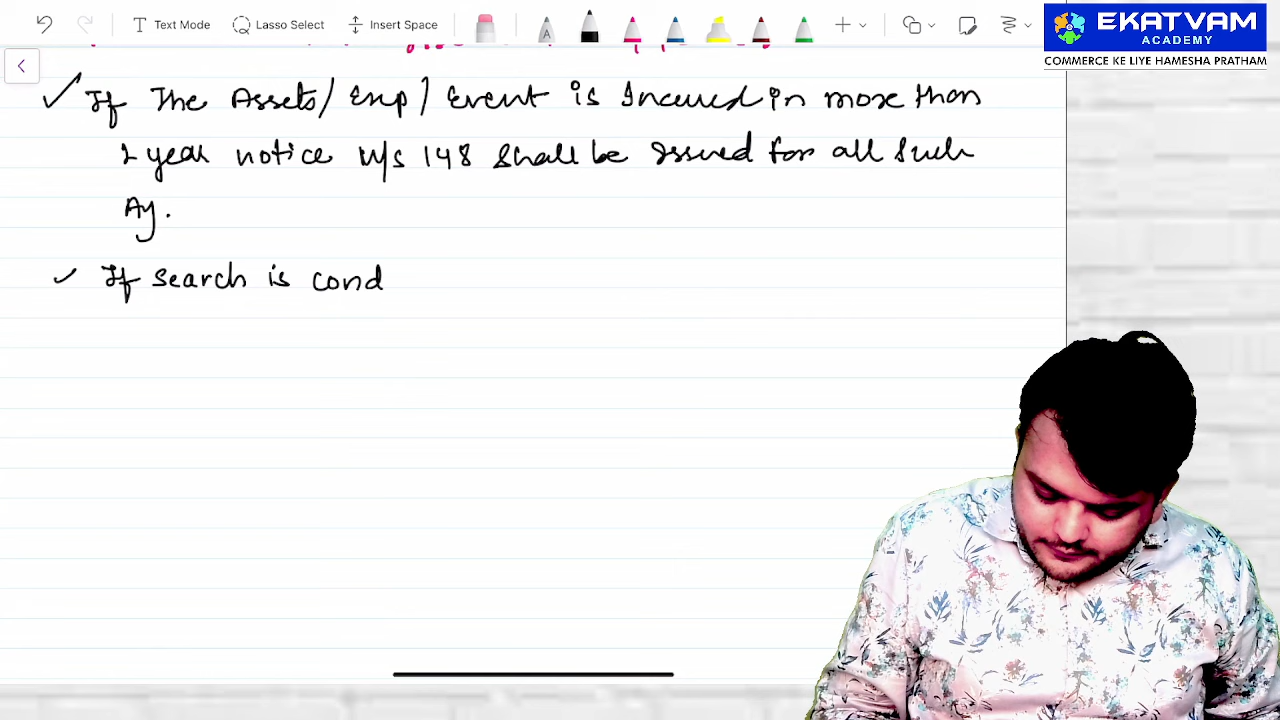 Text Mode
Lasso Select
Insert Space
EKATVAM
ACADEMY
COMMERCE KE LIYE HAMESHA PRATHAM
If The Assets/ Exp/ Event is Incured in more than
1 year notice u/s 148 shall be Issued for all such
Ay.
If search is cond